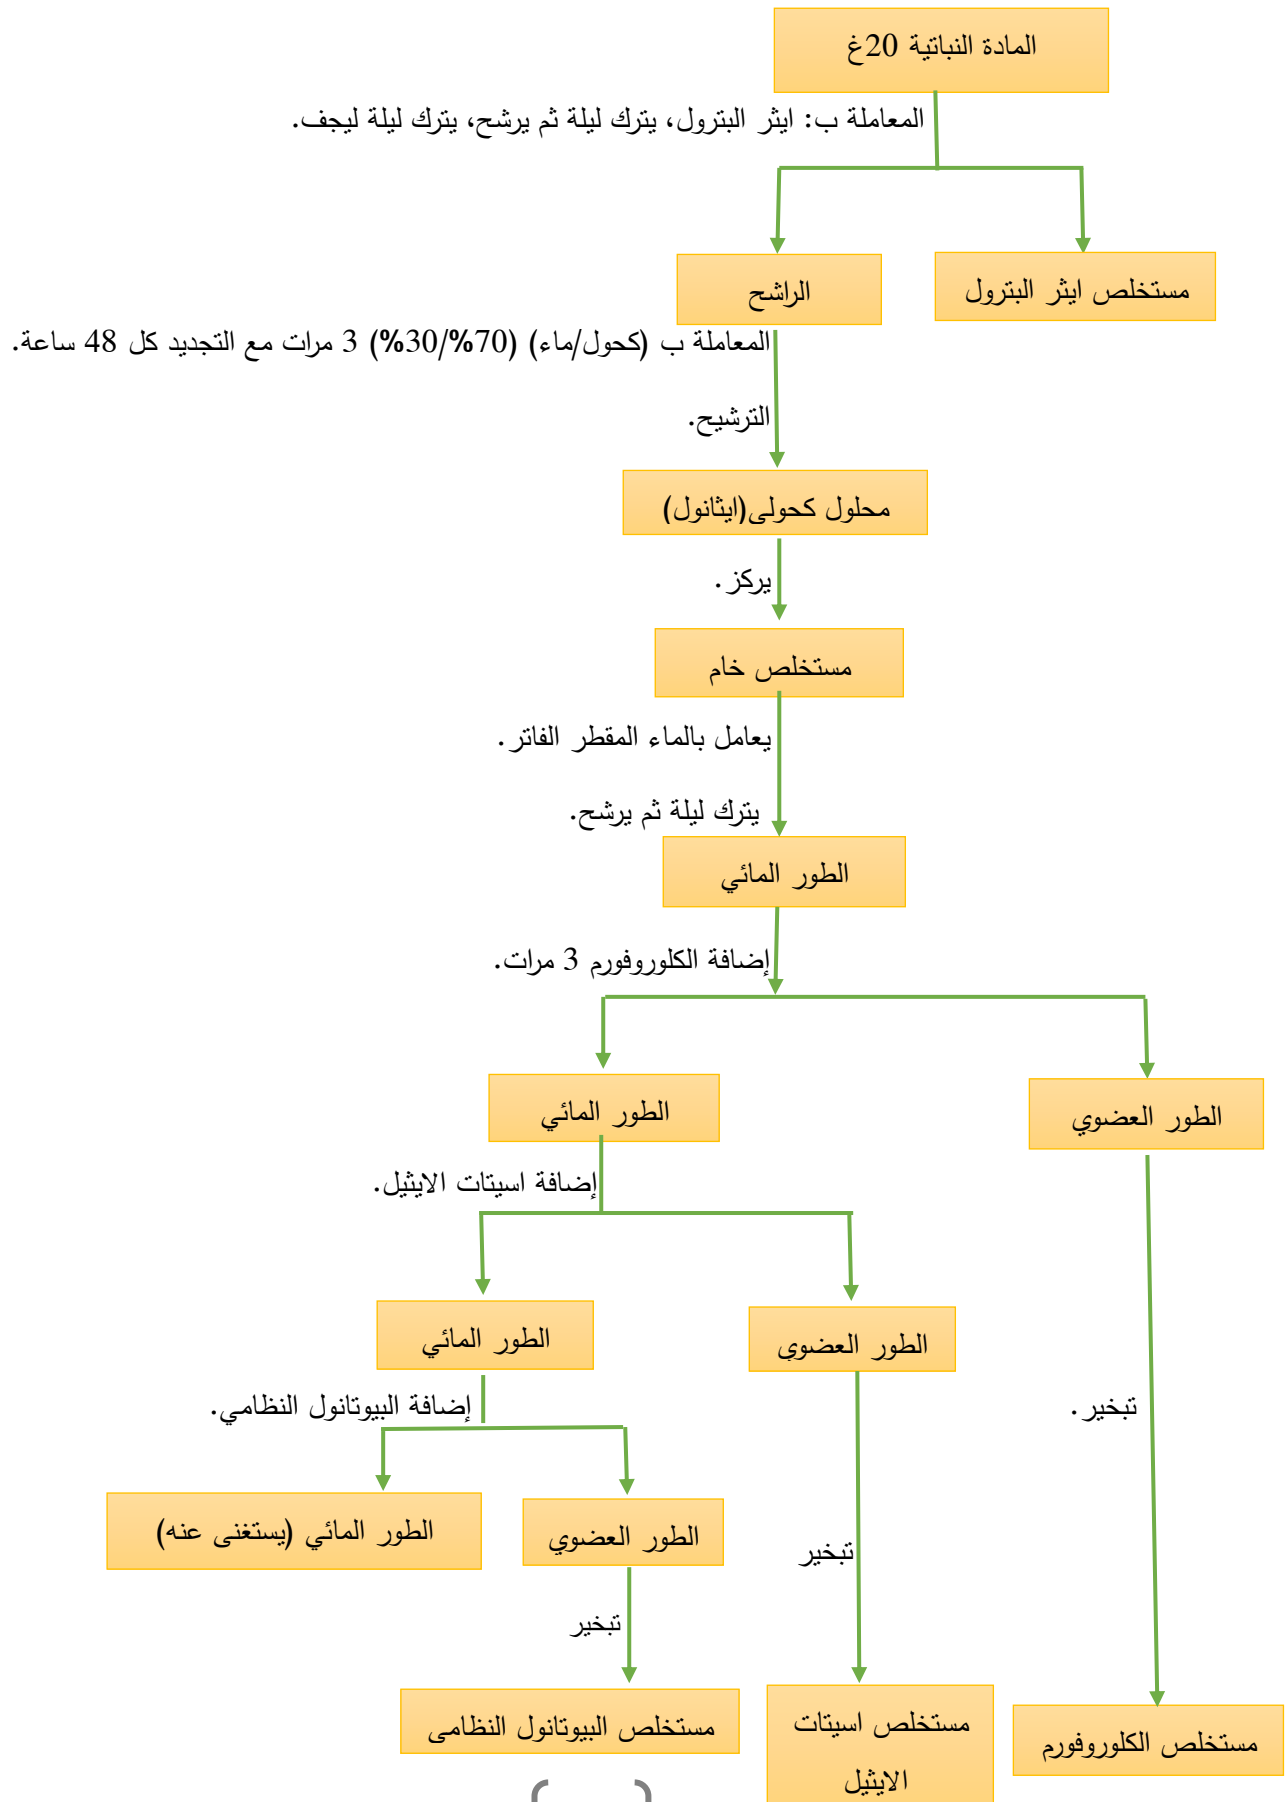 المادة النباتية 20غ
المعاملة ب: ايثر البترول، يترك ليلة ثم يرشح، يترك ليلة ليجف.
مستخلص ايثر البترول
الراشح
المعاملة ب (كحول/ماء) (70%/30%) 3 مرات مع التجديد كل 48 ساعة.
الترشيح.
محلول كحولى(ايثانول)
يركز.
مستخلص خام
يعامل بالماء المقطر الفاتر.
يترك ليلة ثم يرشح.
الطور المائي
إضافة الكلوروفورم 3 مرات.
الطور العضوي
الطور المائي
إضافة اسيتات الايثيل.
الطور العضوي
الطور المائي
تبخير.
إضافة البيوتانول النظامي.
الطور العضوي
الطور المائي (يستغنى عنه)
تبخير
تبخير
مستخلص الكلوروفورم
مستخلص اسيتات
الايثيل
مستخلص البيوتانول النظامى